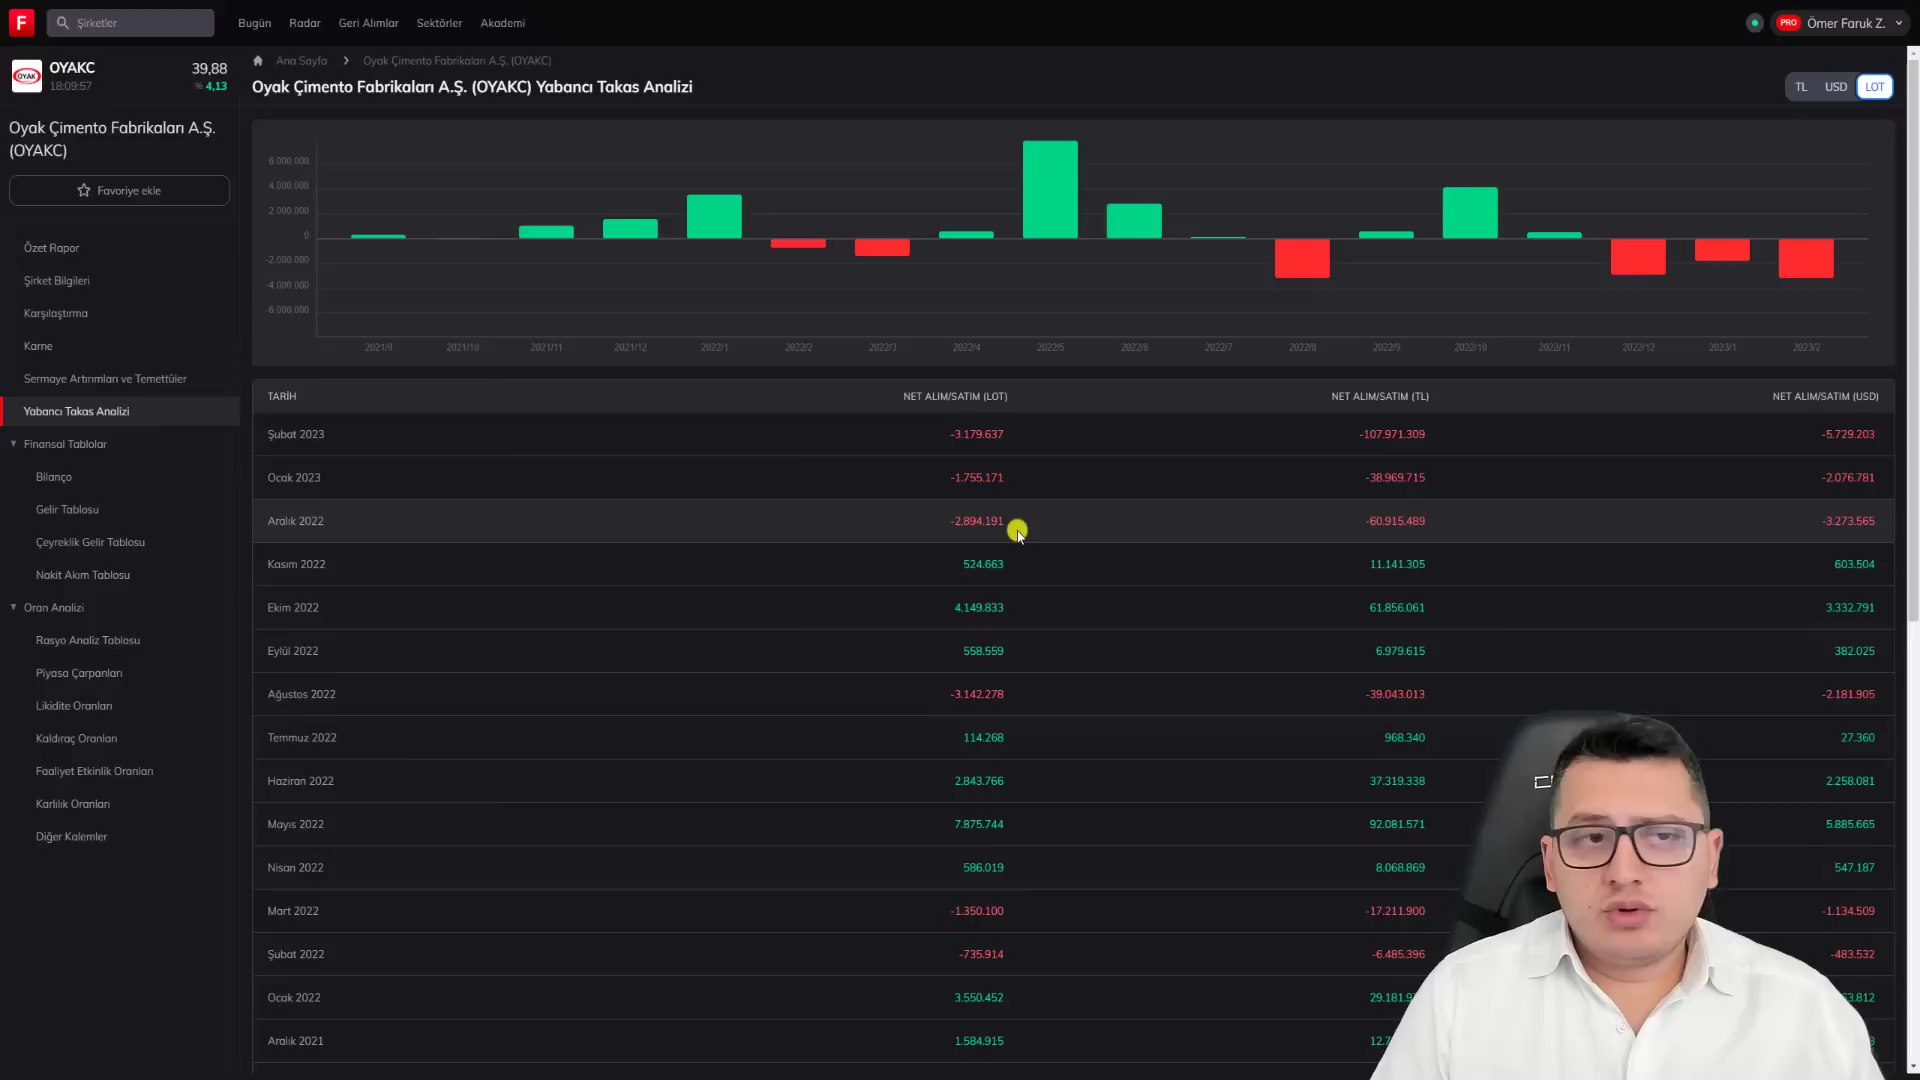 F
Şirketler
Bugün Radar Geri Alımlar Sektörler Akademi
PRO Ömer Faruk Z.
OYAK
OYAKC 39,88
18:09:57 % 4,13
Ana Sayfa Oyak Çimento Fabrikaları A.Ş. (OYAKC)
Oyak Çimento Fabrikaları A.Ş. (OYAKC) Yabancı Takas Analizi
TL USD LOT
Oyak Çimento Fabrikaları A.Ş.
(OYAKC)
Favoriye ekle
Özet Rapor
Şirket Bilgileri
Karşılaştırma
Karne
Sermaye Artırımları ve Temettüler
Yabancı Takas Analizi
Finansal Tablolar
Bilanço
Gelir Tablosu
Çeyreklik Gelir Tablosu
Nakit Akım Tablosu
Oran Analizi
Rasyo Analiz Tablosu
Piyasa Çarpanları
Likidite Oranları
Kaldıraç Oranları
Faaliyet Etkinlik Oranları
Karlılık Oranları
Diğer Kalemler
6.000.000
4.000.000
2.000.000
0
-2.000.000
-4.000.000
-6.000.000
2021/9 2021/10 2021/11 2021/12 2022/1 2022/2 2022/3 2022/4 2022/5 2022/6 2022/7 2022/8 2022/9 2022/10 2022/11 2022/12 2023/1 2023/2
TARİH NET ALIM/SATIM (LOT) NET ALIM/SATIM (TL) NET ALIM/SATIM (USD)
Şubat 2023 -3.179.637 -107.971.309 -5.729.203
Ocak 2023 -1.755.171 -38.969.715 -2.076.781
Aralık 2022 -2.894.191 -60.915.489 -3.273.565
Kasım 2022 524.663 11.141.305 603.504
Ekim 2022 4.149.833 61.856.061 3.332.791
Eylül 2022 558.559 6.979.615 382.025
Ağustos 2022 -3.142.278 -39.043.013 -2.181.905
Temmuz 2022 114.268 968.340 27.360
Haziran 2022 2.843.766 37.319.338 2.258.081
Mayıs 2022 7.875.744 92.081.571 5.885.665
Nisan 2022 586.019 8.068.869 547.187
Mart 2022 -1.350.100 -17.211.900 -1.134.509
Şubat 2022 -735.914 -6.485.396 -483.532
Ocak 2022 3.550.452
Aralık 2021 1.584.915